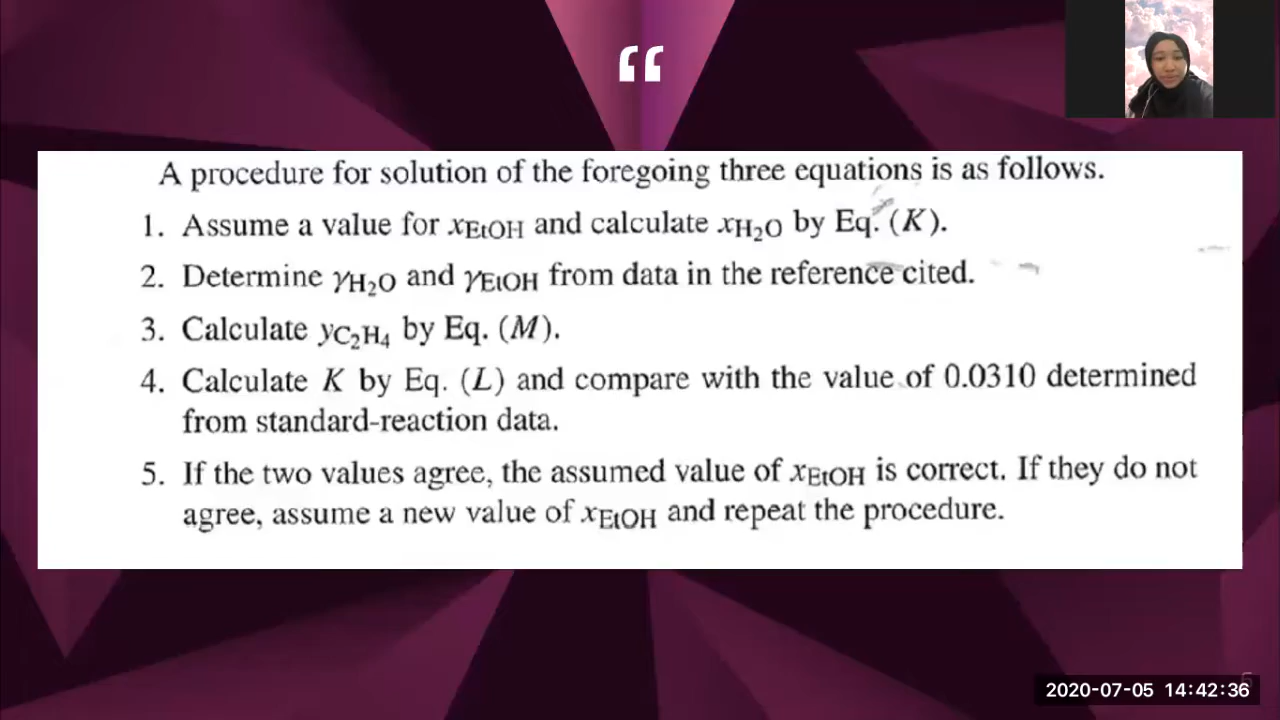 “
A procedure for solution of the foregoing three equations is as follows.
1. Assume a value for xEtOH and calculate xH₂O by Eq. (K).
2. Determine γH₂O and γEtOH from data in the reference cited.
3. Calculate yC₂H₄ by Eq. (M).
4. Calculate K by Eq. (L) and compare with the value of 0.0310 determined
from standard-reaction data.
5. If the two values agree, the assumed value of xEtOH is correct. If they do not
agree, assume a new value of xEtOH and repeat the procedure.
2020-07-05 14:42:36